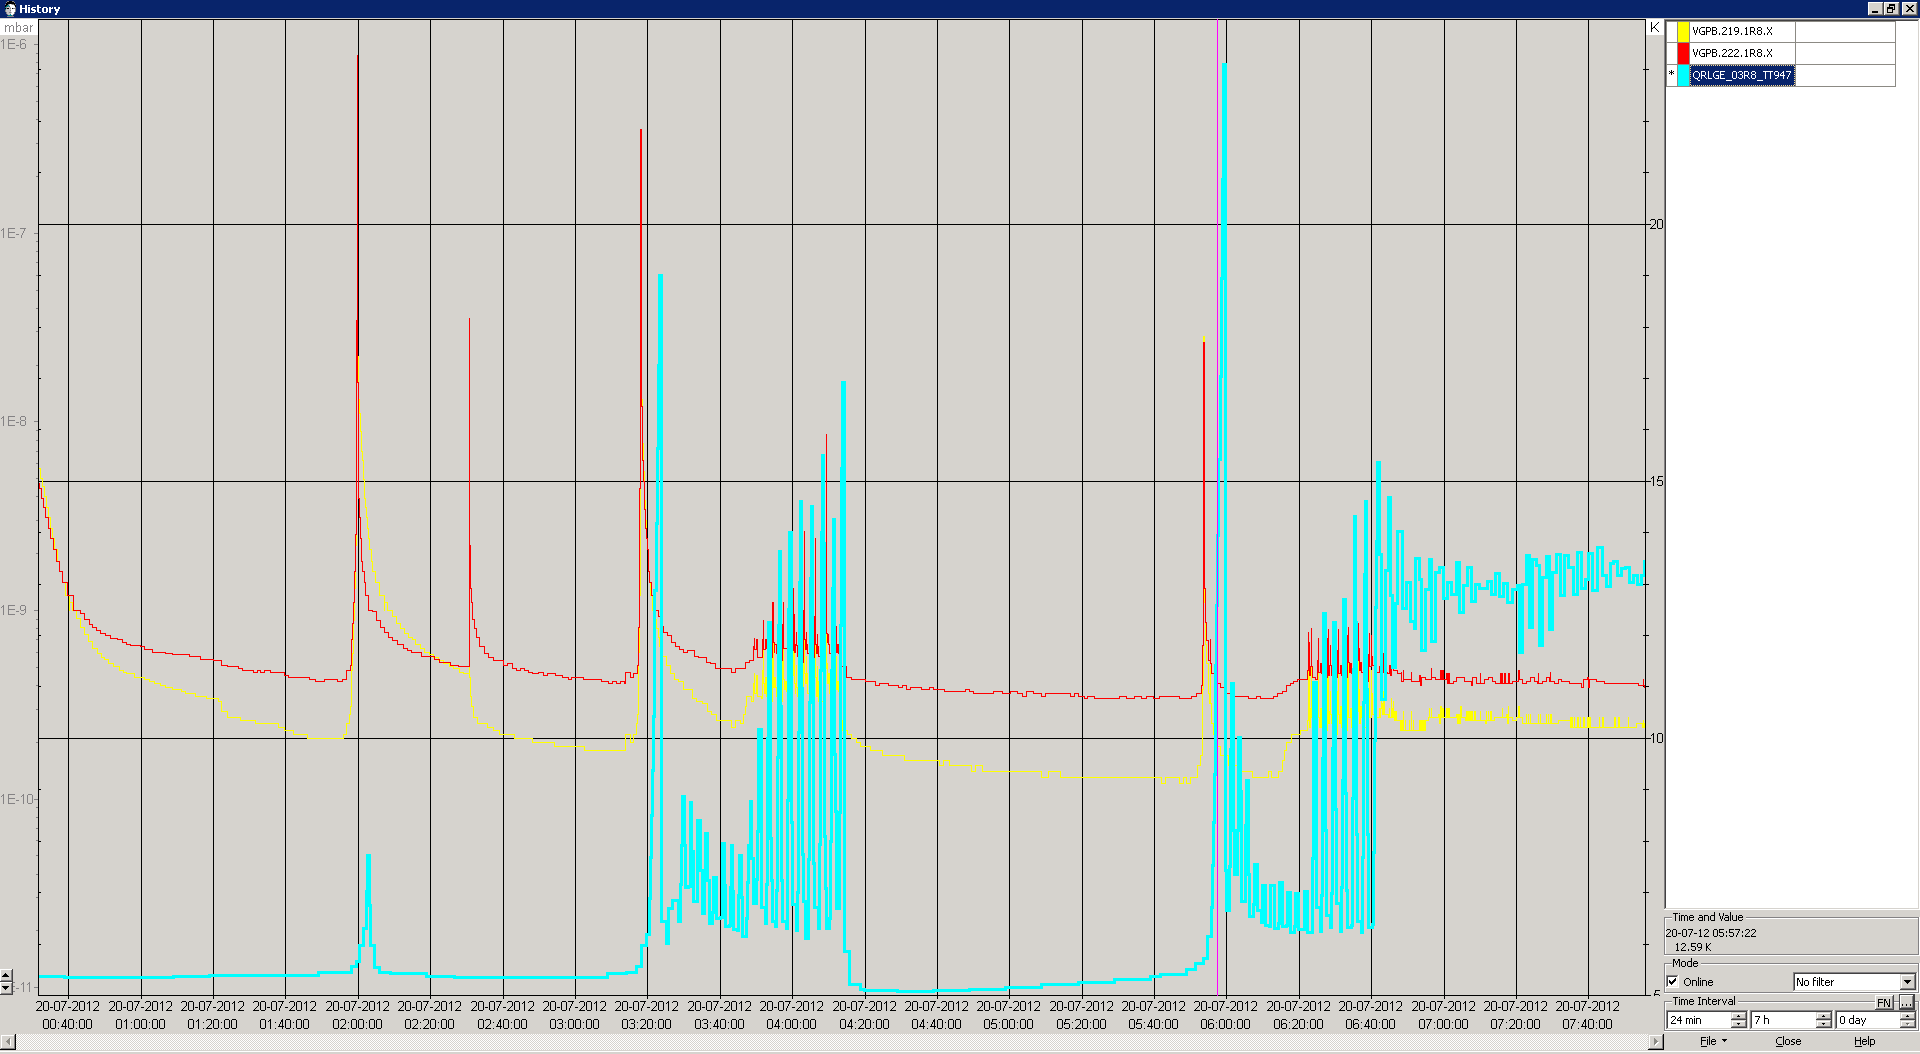 History
mbar
K
1E-6
1E-7
1E-8
1E-9
1E-10
E-11
20
15
10
5
20-07-2012 20-07-2012 20-07-2012 20-07-2012 20-07-2012 20-07-2012 20-07-2012 20-07-2012 20-07-2012 20-07-2012 20-07-2012 20-07-2012 20-07-2012 20-07-2012 20-07-2012 20-07-2012 20-07-2012 20-07-2012 20-07-2012 20-07-2012 20-07-2012 20-07-2012
00:40:00 01:00:00 01:20:00 01:40:00 02:00:00 02:20:00 02:40:00 03:00:00 03:20:00 03:40:00 04:00:00 04:20:00 04:40:00 05:00:00 05:20:00 05:40:00 06:00:00 06:20:00 06:40:00 07:00:00 07:20:00 07:40:00
VGPB.219.1R8.X
VGPB.222.1R8.X
* QRLGE_03R8_TT947
Time and Value
20-07-12 05:57:22
12.59 K
Mode
Online No filter
Time Interval FN ...
24 min 7 h 0 day
File Close Help